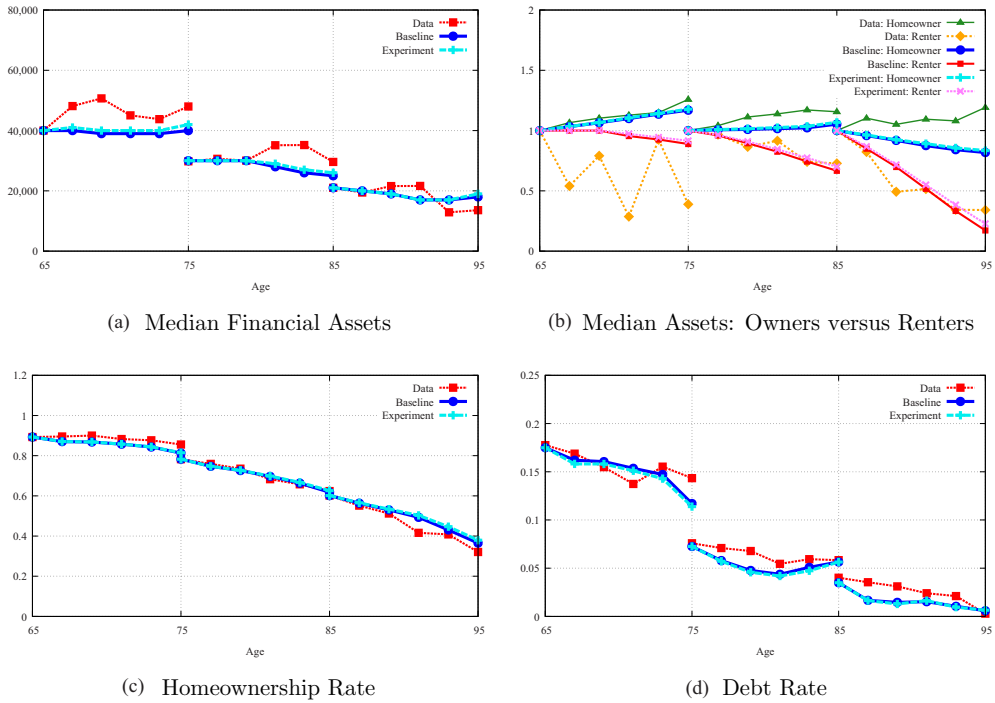 80,000
60,000
40,000
20,000
0
65
75
85
95
Age
Data
Baseline
Experiment
(a) Median Financial Assets
2
1.5
1
0.5
0
65
75
85
95
Age
Data: Homeowner
Data: Renter
Baseline: Homeowner
Baseline: Renter
Experiment: Homeowner
Experiment: Renter
(b) Median Assets: Owners versus Renters
1.2
1
0.8
0.6
0.4
0.2
0
65
75
85
95
Age
Data
Baseline
Experiment
(c) Homeownership Rate
0.25
0.2
0.15
0.1
0.05
0
65
75
85
95
Age
Data
Baseline
Experiment
(d) Debt Rate